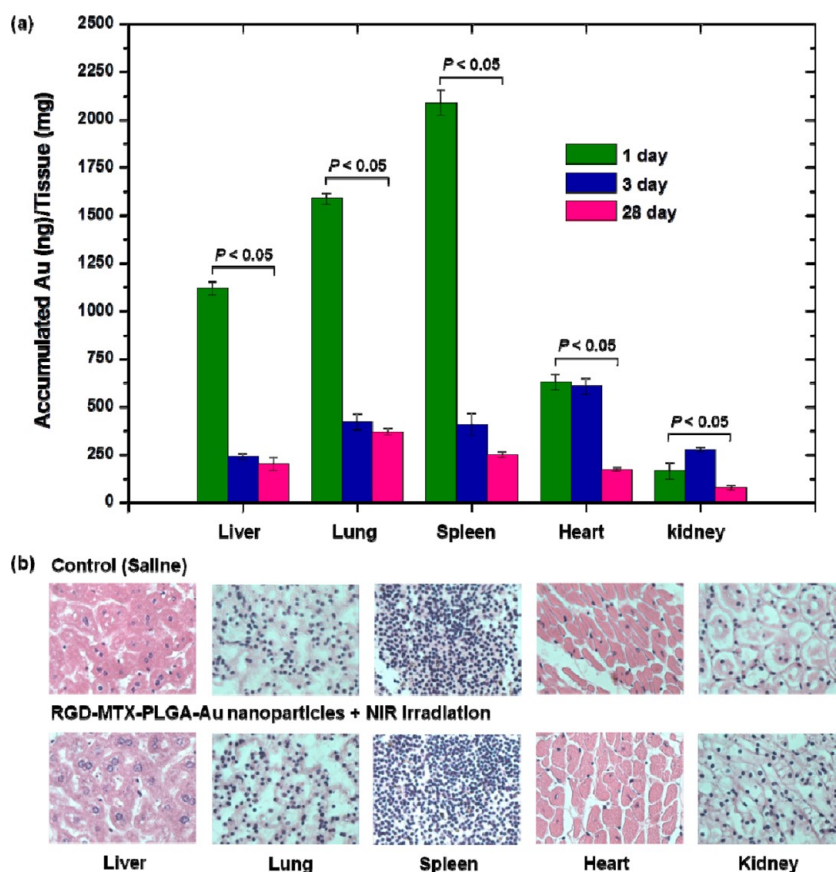 (a)
Accumulated Au (ng)/Tissue (mg)
2500
2250
2000
1750
1500
1250
1000
750
500
250
0
P < 0.05
P < 0.05
P < 0.05
P < 0.05
P < 0.05
1 day
3 day
28 day
Liver Lung Spleen Heart kidney
(b) Control (Saline)
RGD-MTX-PLGA-Au nanoparticles + NIR Irradiation
Liver Lung Spleen Heart Kidney